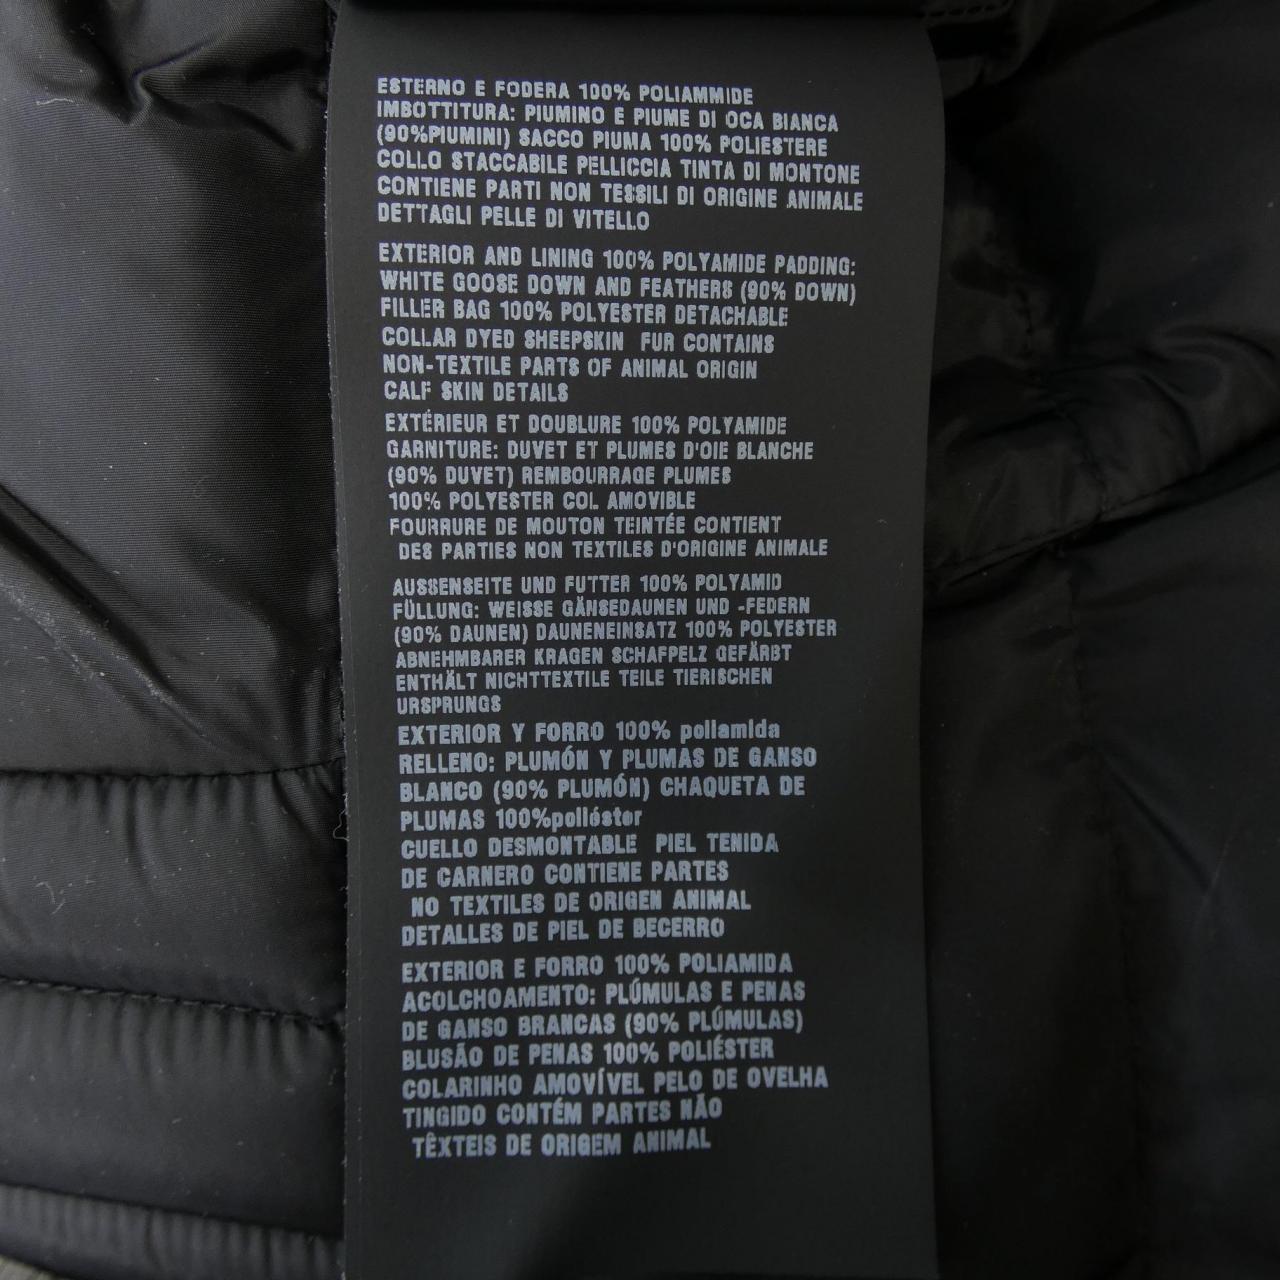 ESTERNO E FODERA 100% POLIAMMIDE
IMBOTTITURA: PIUMINO E PIUME DI OCA BIANCA
(90%PIUMINI) SACCO PIUMA 100% POLIESTERE
COLLO STACCABILE PELLICCIA TINTA DI MONTONE
CONTIENE PARTI NON TESSILI DI ORIGINE ANIMALE
DETTAGLI PELLE DI VITELLO
EXTERIOR AND LINING 100% POLYAMIDE PADDING:
WHITE GOOSE DOWN AND FEATHERS (90% DOWN)
FILLER BAG 100% POLYESTER DETACHABLE
COLLAR DYED SHEEPSKIN FUR CONTAINS
NON-TEXTILE PARTS OF ANIMAL ORIGIN
CALF SKIN DETAILS
EXTÉRIEUR ET DOUBLURE 100% POLYAMIDE
GARNITURE: DUVET ET PLUMES D'OIE BLANCHE
(90% DUVET) REMBOURRAGE PLUMES
100% POLYESTER COL AMOVIBLE
FOURRURE DE MOUTON TEINTÉE CONTIENT
DES PARTIES NON TEXTILES D'ORIGINE ANIMALE
AUSSENSEITE UND FUTTER 100% POLYAMID
FÜLLUNG: WEISSE GÄNSEDAUNEN UND -FEDERN
(90% DAUNEN) DAUNENEINSATZ 100% POLYESTER
ABNEHMBARER KRAGEN SCHAFPELZ GEFÄRBT
ENTHÄLT NICHTTEXTILE TEILE TIERISCHEN
URSPRUNGS
EXTERIOR Y FORRO 100% poliamida
RELLENO: PLUMÓN Y PLUMAS DE GANSO
BLANCO (90% PLUMÓN) CHAQUETA DE
PLUMAS 100%poliéster
CUELLO DESMONTABLE PIEL TENIDA
DE CARNERO CONTIENE PARTES
NO TEXTILES DE ORIGEN ANIMAL
DETALLES DE PIEL DE BECERRO
EXTERIOR E FORRO 100% POLIAMIDA
ACOLCHOAMENTO: PLÚMULAS E PENAS
DE GANSO BRANCAS (90% PLÚMULAS)
BLUSÃO DE PENAS 100% POLIÉSTER
COLARINHO AMOVÍVEL PELO DE OVELHA
TINGIDO CONTÉM PARTES NÃO
TÊXTEIS DE ORIGEM ANIMAL